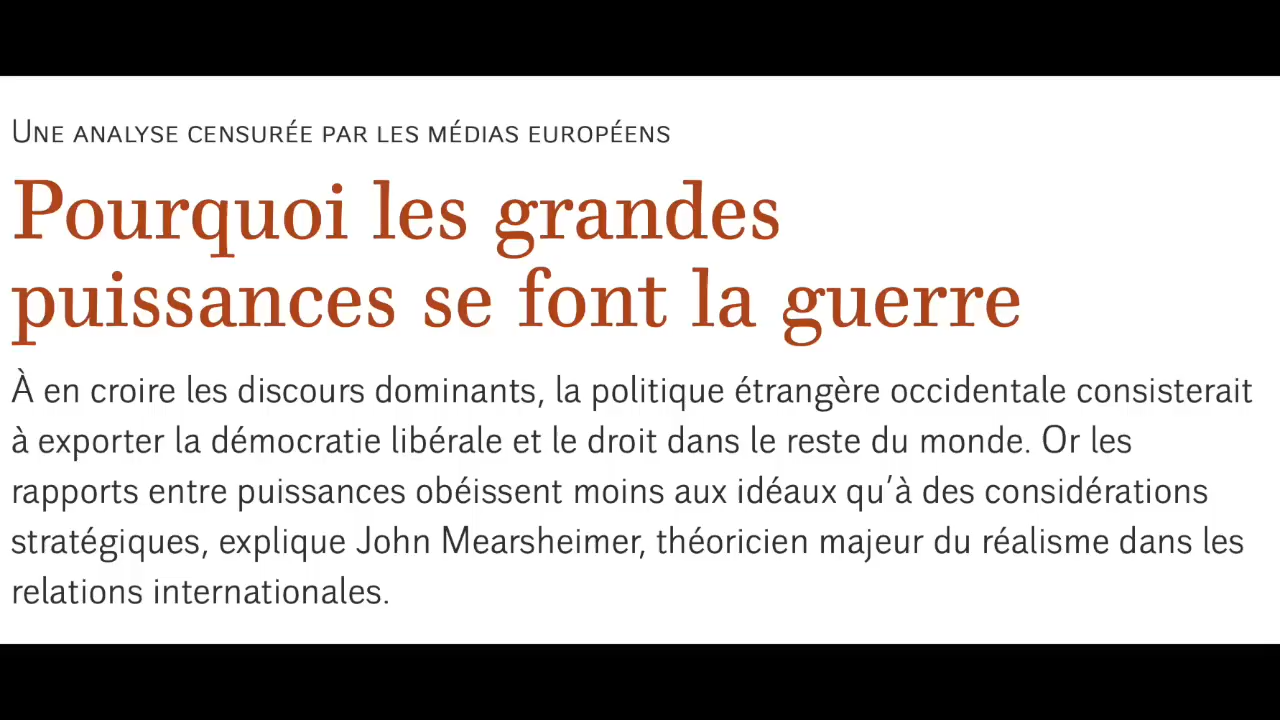 Une analyse censurée par les médias européens
Pourquoi les grandes
puissances se font la guerre
À en croire les discours dominants, la politique étrangère occidentale consisterait
à exporter la démocratie libérale et le droit dans le reste du monde. Or les
rapports entre puissances obéissent moins aux idéaux qu’à des considérations
stratégiques, explique John Mearsheimer, théoricien majeur du réalisme dans les
relations internationales.